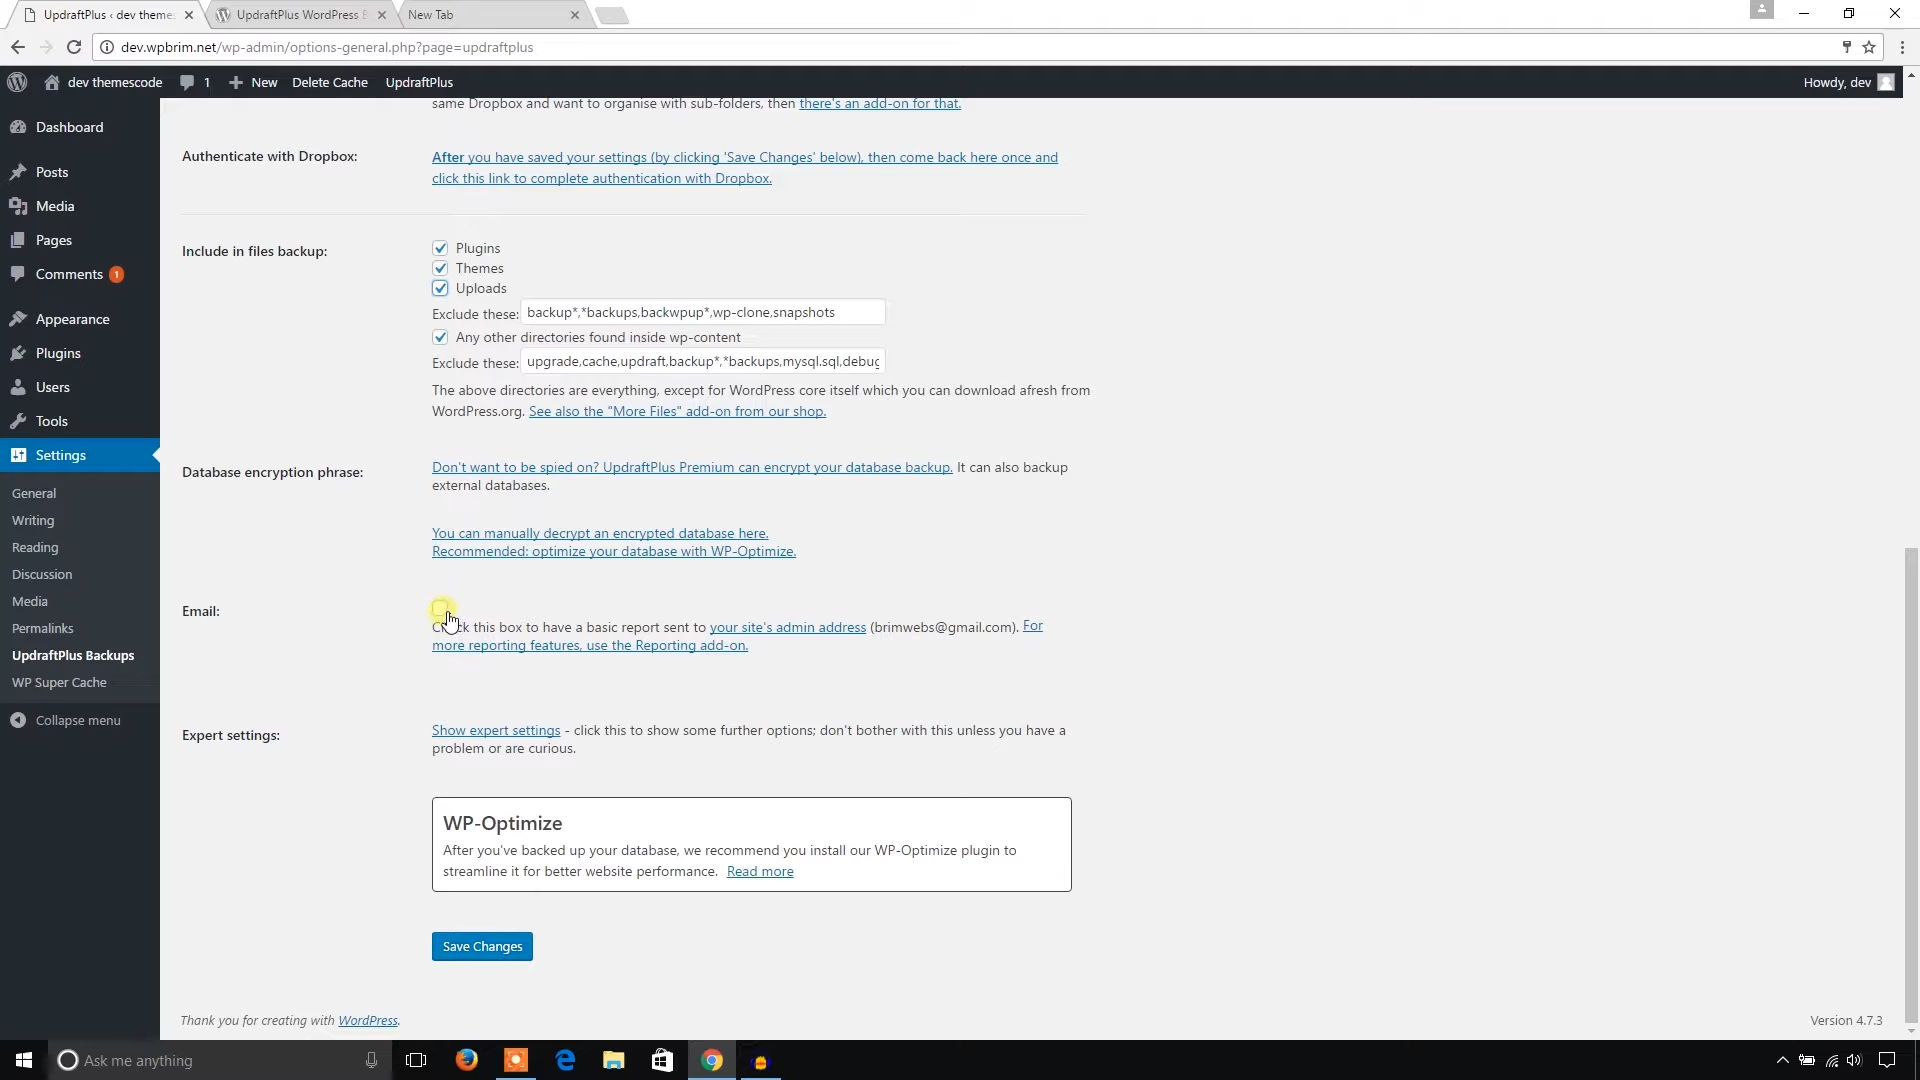 UpdraftPlus ‹ dev themes
UpdraftPlus WordPress B
New Tab
dev.wpbrim.net/wp-admin/options-general.php?page=updraftplus
dev themescode
1
New
Delete Cache
UpdraftPlus
Howdy, dev
same Dropbox and want to organise with sub-folders, then there's an add-on for that.
Dashboard
Posts
Media
Pages
Comments 1
Appearance
Plugins
Users
Tools
Settings
General
Writing
Reading
Discussion
Media
Permalinks
UpdraftPlus Backups
WP Super Cache
Collapse menu
Authenticate with Dropbox:
After you have saved your settings (by clicking 'Save Changes' below), then come back here once and
click this link to complete authentication with Dropbox.
Include in files backup:
Plugins
Themes
Uploads
Exclude these: backup*,*backups,backwpup*,wp-clone,snapshots
Any other directories found inside wp-content
Exclude these: upgrade,cache,updraft,backup*,*backups,mysql.sql,debug
The above directories are everything, except for WordPress core itself which you can download afresh from
WordPress.org. See also the "More Files" add-on from our shop.
Database encryption phrase:
Don't want to be spied on? UpdraftPlus Premium can encrypt your database backup. It can also backup
external databases.
You can manually decrypt an encrypted database here.
Recommended: optimize your database with WP-Optimize.
Email:
this box to have a basic report sent to your site's admin address (brimwebs@gmail.com). For
more reporting features, use the Reporting add-on.
Expert settings:
Show expert settings - click this to show some further options; don't bother with this unless you have a
problem or are curious.
WP-Optimize
After you've backed up your database, we recommend you install our WP-Optimize plugin to
streamline it for better website performance. Read more
Save Changes
Thank you for creating with WordPress.
Version 4.7.3
Ask me anything